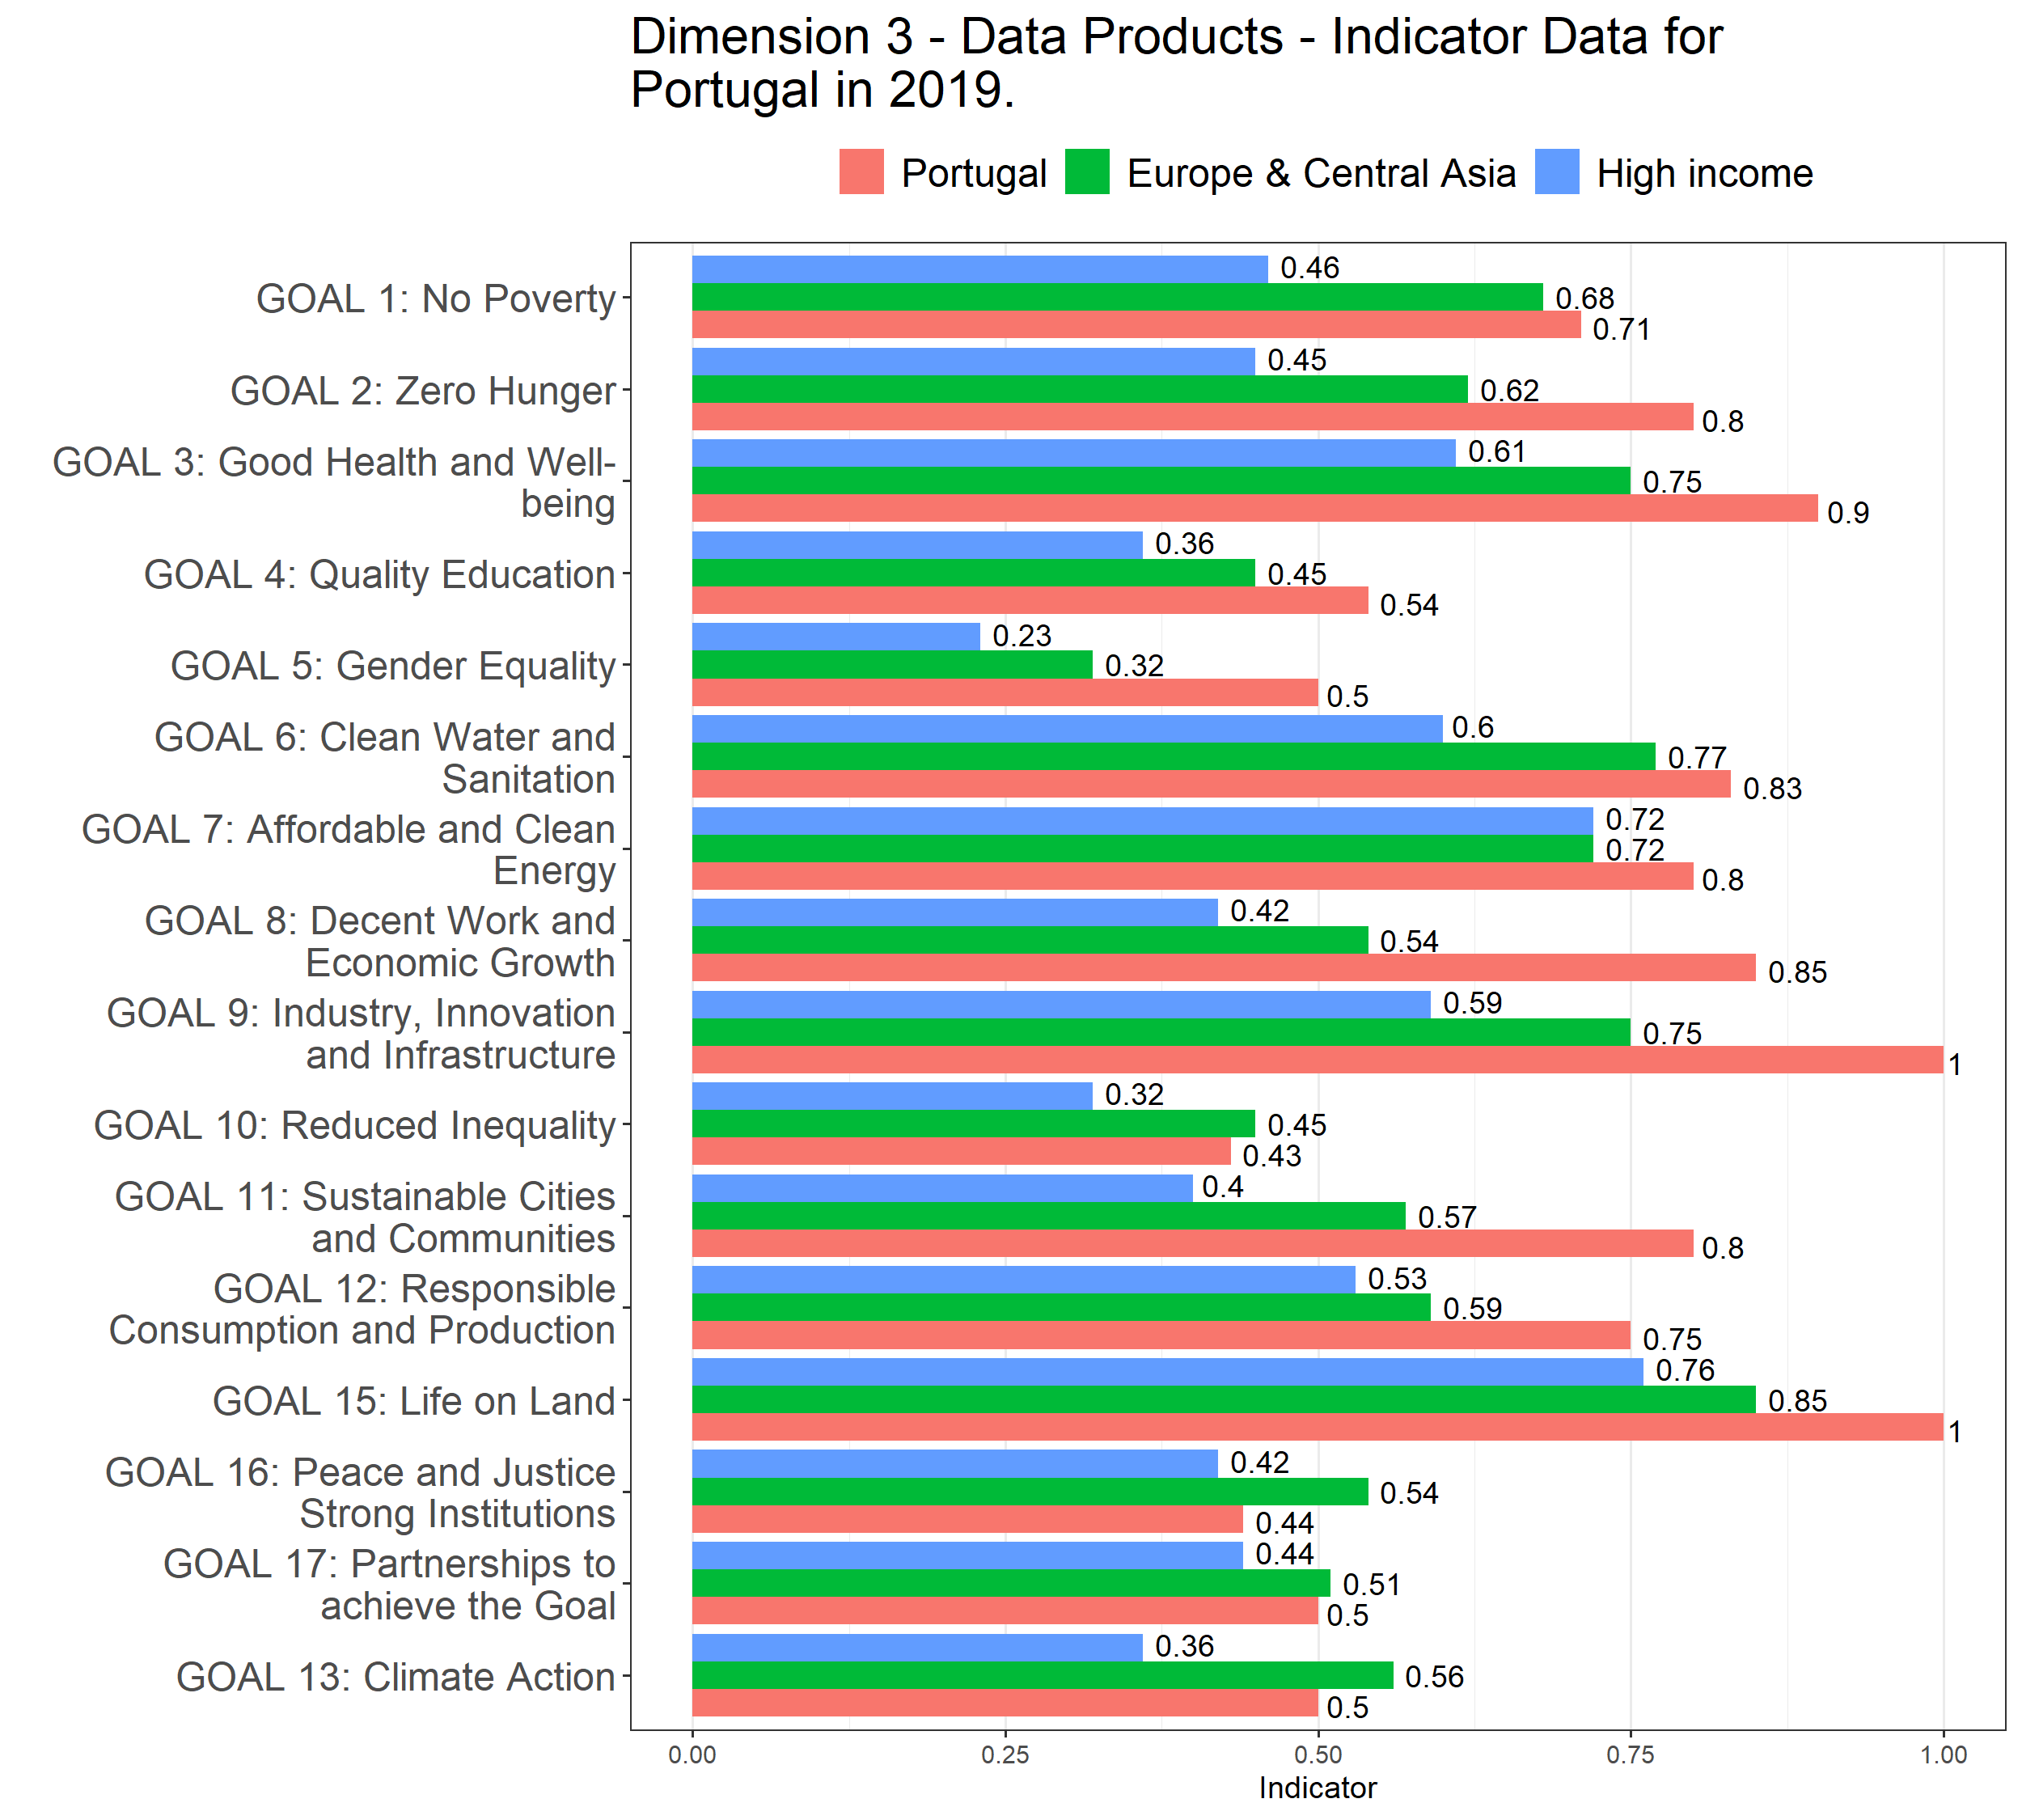 Dimension 3 - Data Products - Indicator Data for
Portugal in 2019.
Portugal
Europe & Central Asia
High income
GOAL 1: No Poverty
0.46
0.68
0.71
GOAL 2: Zero Hunger
0.45
0.62
0.8
GOAL 3: Good Health and Well-
being
0.61
0.75
0.9
GOAL 4: Quality Education
0.36
0.45
0.54
GOAL 5: Gender Equality
0.23
0.32
0.5
GOAL 6: Clean Water and
Sanitation
0.6
0.77
0.83
GOAL 7: Affordable and Clean
Energy
0.72
0.72
0.8
GOAL 8: Decent Work and
Economic Growth
0.42
0.54
0.85
GOAL 9: Industry, Innovation
and Infrastructure
0.59
0.75
1
GOAL 10: Reduced Inequality
0.32
0.45
0.43
GOAL 11: Sustainable Cities
and Communities
0.4
0.57
0.8
GOAL 12: Responsible
Consumption and Production
0.53
0.59
0.75
GOAL 15: Life on Land
0.76
0.85
1
GOAL 16: Peace and Justice
Strong Institutions
0.42
0.54
0.44
GOAL 17: Partnerships to
achieve the Goal
0.44
0.51
0.5
GOAL 13: Climate Action
0.36
0.56
0.5
0.00 0.25 0.50 0.75 1.00
Indicator